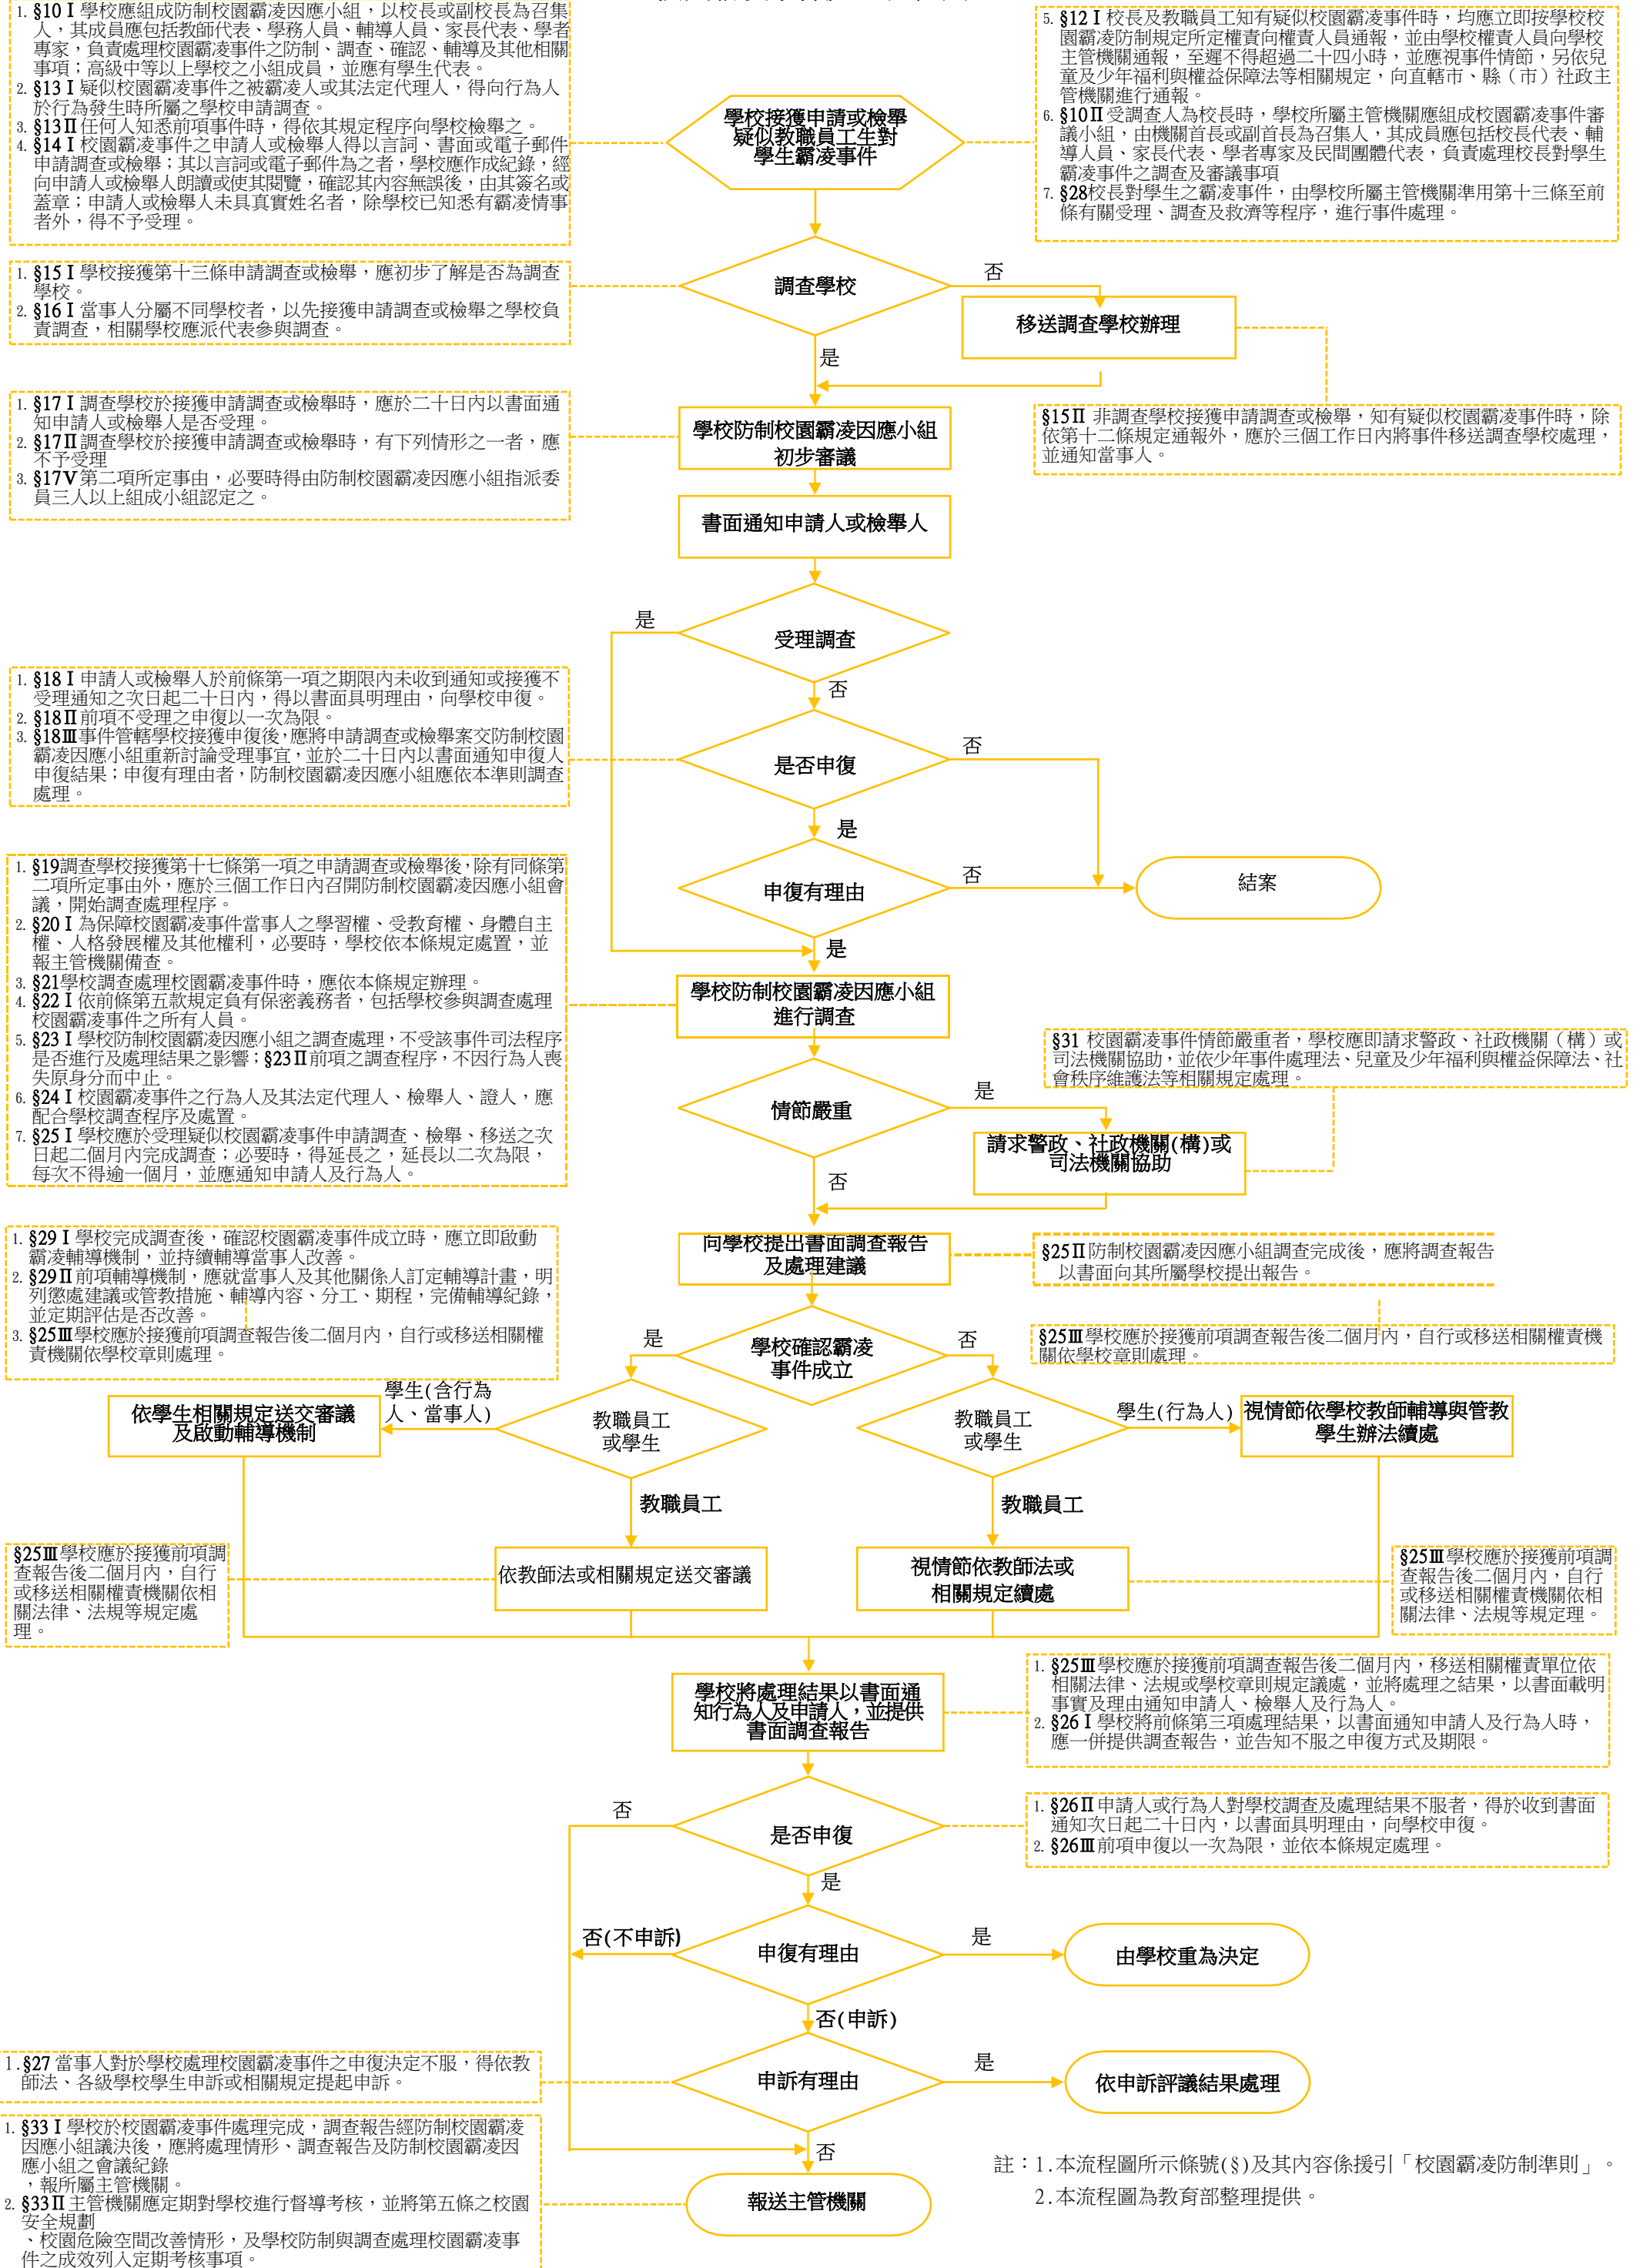 1. §10Ⅰ學校應組成防制校園霸凌因應小組，以校長或副校長為召集
人，其成員應包括教師代表、學務人員、輔導人員、家長代表、學者
專家，負責處理校園霸凌事件之防制、調查、確認、輔導及其他相關
事項；高級中等以上學校之小組成員，並應有學生代表。
2. §13Ⅰ疑似校園霸凌事件之被霸凌人或其法定代理人，得向行為人
於行為發生時所屬之學校申請調查。
3. §13Ⅱ任何人知悉前項事件時，得依其規定程序向學校檢舉之。
4. §14Ⅰ校園霸凌事件之申請人或檢舉人得以言詞、書面或電子郵件
申請調查或檢舉；其以言詞或電子郵件為之者，學校應作成紀錄，經
向申請人或檢舉人朗讀或使其閱覽，確認其內容無誤後，由其簽名或
蓋章；申請人或檢舉人未具真實姓名者，除學校已知悉有霸凌情事
者外，得不予受理。
學校接獲申請或檢舉
疑似教職員工生對
學生霸凌事件
5. §12Ⅰ校長及教職員工知有疑似校園霸凌事件時，均應立即按學校校
園霸凌防制規定所定權責向權責人員通報，並由學校權責人員向學校
主管機關通報，至遲不得超過二十四小時，並應視事件情節，另依兒
童及少年福利與權益保障法等相關規定，向直轄市、縣（市）社政主
管機關進行通報。
6. §10Ⅱ受調查人為校長時，學校所屬主管機關應組成校園霸凌事件審
議小組，由機關首長或副首長為召集人，其成員應包括校長代表、輔
導人員、家長代表、學者專家及民間團體代表，負責處理校長對學生
霸凌事件之調查及審議事項
7. §28校長對學生之霸凌事件，由學校所屬主管機關準用第十三條至前
條有關受理、調查及救濟等程序，進行事件處理。
1. §15Ⅰ學校接獲第十三條申請調查或檢舉，應初步了解是否為調查
學校。
2. §16Ⅰ當事人分屬不同學校者，以先接獲申請調查或檢舉之學校負
責調查，相關學校應派代表參與調查。
調查學校
否
移送調查學校辦理
是
§15Ⅱ 非調查學校接獲申請調查或檢舉，知有疑似校園霸凌事件時，除
依第十二條規定通報外，應於三個工作日內將事件移送調查學校處理，
並通知當事人。
1. §17Ⅰ調查學校於接獲申請調查或檢舉時，應於二十日內以書面通
知申請人或檢舉人是否受理。
2. §17Ⅱ調查學校於接獲申請調查或檢舉時，有下列情形之一者，應
不予受理
3. §17Ⅴ第二項所定事由，必要時得由防制校園霸凌因應小組指派委
員三人以上組成小組認定之。
學校防制校園霸凌因應小組
初步審議
書面通知申請人或檢舉人
是
受理調查
否
1. §18Ⅰ申請人或檢舉人於前條第一項之期限內未收到通知或接獲不
受理通知之次日起二十日內，得以書面具明理由，向學校申復。
2. §18Ⅱ前項不受理之申復以一次為限。
3. §18Ⅲ事件管轄學校接獲申復後，應將申請調查或檢舉案交防制校園
霸凌因應小組重新討論受理事宜，並於二十日內以書面通知申復人
申復結果；申復有理由者，防制校園霸凌因應小組應依本準則調查
處理。
是否申復
否
是
申復有理由
否
結案
是
1. §19調查學校接獲第十七條第一項之申請調查或檢舉後，除有同條第
二項所定事由外，應於三個工作日內召開防制校園霸凌因應小組會
議，開始調查處理程序。
2. §20Ⅰ為保障校園霸凌事件當事人之學習權、受教育權、身體自主
權、人格發展權及其他權利，必要時，學校依本條規定處置，並
報主管機關備查。
3. §21學校調查處理校園霸凌事件時，應依本條規定辦理。
4. §22Ⅰ依前條第五款規定負有保密義務者，包括學校參與調查處理
校園霸凌事件之所有人員。
5. §23Ⅰ學校防制校園霸凌因應小組之調查處理，不受該事件司法程序
是否進行及處理結果之影響；§23Ⅱ前項之調查程序，不因行為人喪
失原身分而中止。
6. §24Ⅰ校園霸凌事件之行為人及其法定代理人、檢舉人、證人，應
配合學校調查程序及處置。
7. §25Ⅰ學校應於受理疑似校園霸凌事件申請調查、檢舉、移送之次
日起二個月內完成調查；必要時，得延長之，延長以二次為限，
每次不得逾一個月，並應通知申請人及行為人。
學校防制校園霸凌因應小組
進行調查
§31 校園霸凌事件情節嚴重者，學校應即請求警政、社政機關（構）或
司法機關協助，並依少年事件處理法、兒童及少年福利與權益保障法、社
會秩序維護法等相關規定處理。
情節嚴重
是
請求警政、社政機關(構)或
司法機關協助
否
1. §29Ⅰ學校完成調查後，確認校園霸凌事件成立時，應立即啟動
霸凌輔導機制，並持續輔導當事人改善。
2. §29Ⅱ前項輔導機制，應就當事人及其他關係人訂定輔導計畫，明
列懲處建議或管教措施、輔導內容、分工、期程，完備輔導紀錄，
並定期評估是否改善。
3. §25Ⅲ學校應於接獲前項調查報告後二個月內，自行或移送相關權
責機關依學校章則處理。
向學校提出書面調查報告
及處理建議
§25Ⅱ防制校園霸凌因應小組調查完成後，應將調查報告
以書面向其所屬學校提出報告。
§25Ⅲ學校應於接獲前項調查報告後二個月內，自行或移送相關權責機
關依學校章則處理。
是
學校確認霸凌
事件成立
否
依學生相關規定送交審議
及啟動輔導機制
學生(含行為
人、當事人)
教職員工
或學生
教職員工
或學生
學生(行為人)
視情節依學校教師輔導與管教
學生辦法續處
教職員工
教職員工
§25Ⅲ學校應於接獲前項調
查報告後二個月內，自行
或移送相關權責機關依相
關法律、法規等規定處
理。
依教師法或相關規定送交審議
視情節依教師法或
相關規定續處
§25Ⅲ學校應於接獲前項調
查報告後二個月內，自行
或移送相關權責機關依相
關法律、法規等規定理。
學校將處理結果以書面通
知行為人及申請人，並提供
書面調查報告
1. §25Ⅲ學校應於接獲前項調查報告後二個月內，移送相關權責單位依
相關法律、法規或學校章則規定議處，並將處理之結果，以書面載明
事實及理由通知申請人、檢舉人及行為人。
2. §26Ⅰ學校將前條第三項處理結果，以書面通知申請人及行為人時，
應一併提供調查報告，並告知不服之申復方式及期限。
否
是否申復
1. §26Ⅱ申請人或行為人對學校調查及處理結果不服者，得於收到書面
通知次日起二十日內，以書面具明理由，向學校申復。
2. §26Ⅲ前項申復以一次為限，並依本條規定處理。
是
否(不申訴)
申復有理由
是
由學校重為決定
否(申訴)
1.§27 當事人對於學校處理校園霸凌事件之申復決定不服，得依教
師法、各級學校學生申訴或相關規定提起申訴。
申訴有理由
是
依申訴評議結果處理
否
1. §33Ⅰ學校於校園霸凌事件處理完成，調查報告經防制校園霸凌
因應小組議決後，應將處理情形、調查報告及防制校園霸凌因
應小組之會議紀錄
，報所屬主管機關。
2. §33Ⅱ主管機關應定期對學校進行督導考核，並將第五條之校園
安全規劃
、校園危險空間改善情形，及學校防制與調查處理校園霸凌事
件之成效列入定期考核事項。
報送主管機關
註：1.本流程圖所示條號(§)及其內容係援引「校園霸凌防制準則」。
2.本流程圖為教育部整理提供。